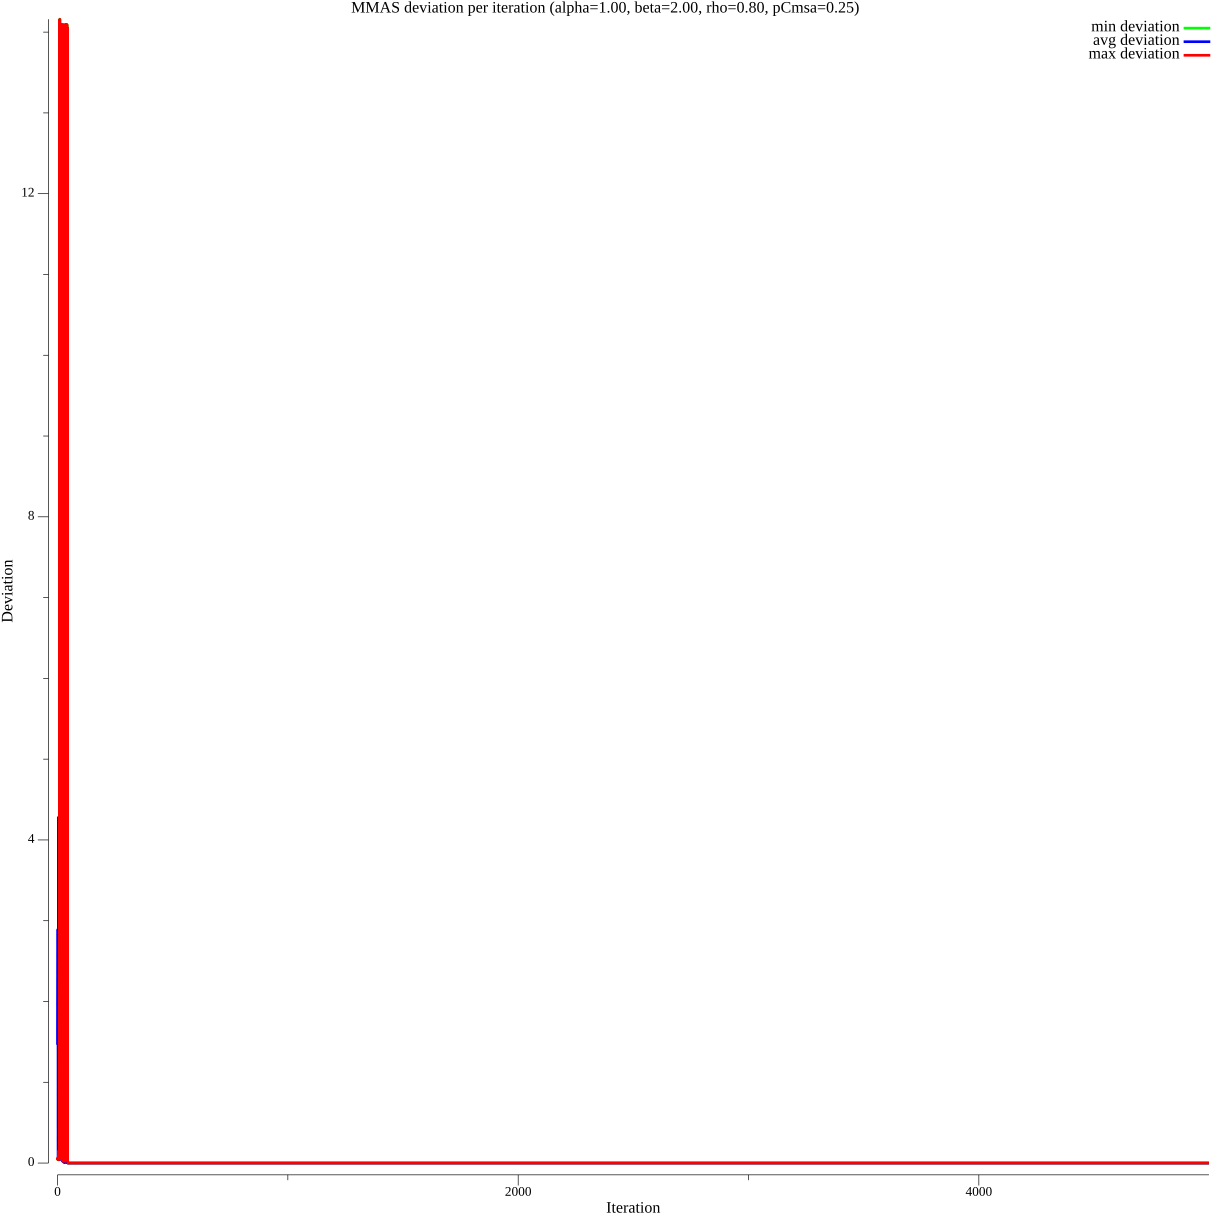 MMAS deviation per iteration (alpha=1.00, beta=2.00, rho=0.80, pCmsa=0.25)
min deviation
avg deviation
max deviation
12
8
4
0
Deviation
0
2000
4000
Iteration